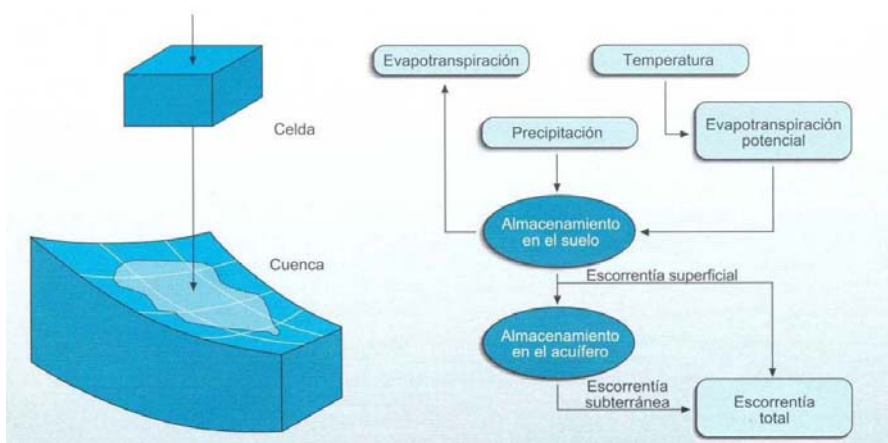 Celda
Cuenca
Evapotranspiración
Temperatura
Precipitación
Evapotranspiración
potencial
Almacenamiento
en el suelo
Escorrentía superficial
Almacenamiento
en el acuífero
Escorrentía
subterránea
Escorrentía
total